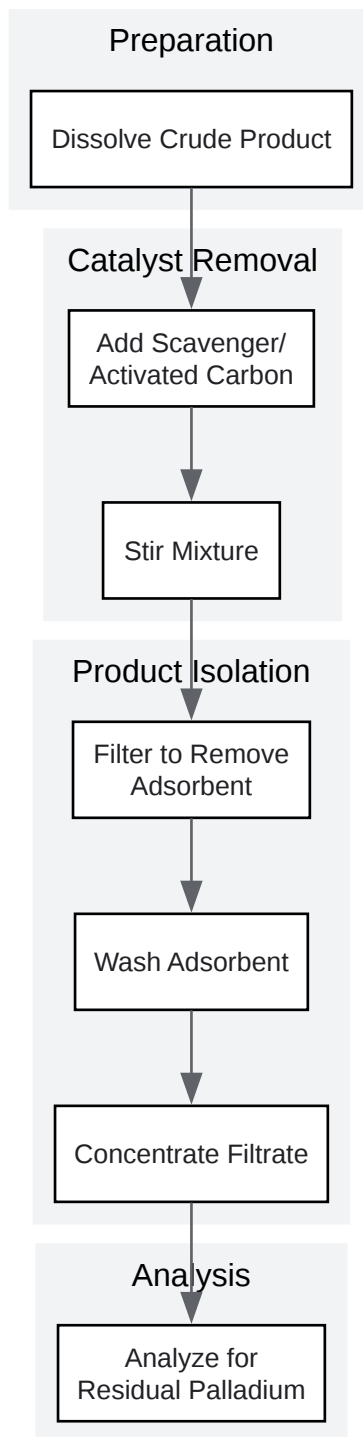 Preparation
Dissolve Crude Product
Catalyst Removal
Add Scavenger/
Activated Carbon
Stir Mixture
Product Isolation
Filter to Remove
Adsorbent
Wash Adsorbent
Concentrate Filtrate
Analysis
Analyze for
Residual Palladium